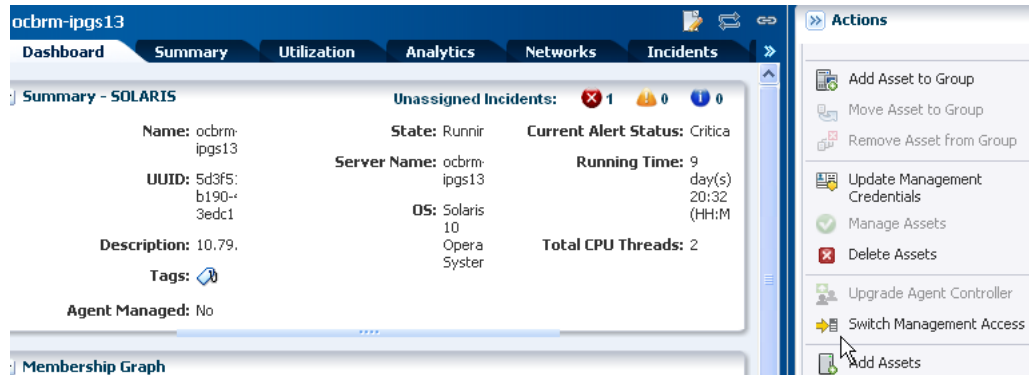 ocbrm-ipgs13
Dashboard Summary Utilization Analytics Networks Incidents
Summary - SOLARIS
Unassigned Incidents: 1 0 0
Name: ocbrm-
ipgs13
UUID: 5d3f5
b190-
3edc1
Description: 10.79.
Tags:
Agent Managed: No
State: Runnir
Server Name: ocbrm-
ipgs13
OS: Solaris
10
Opera
Syster
Current Alert Status: Critica
Running Time: 9
day(s)
20:32
(HH:M
Total CPU Threads: 2
Membership Graph
Actions
Add Asset to Group
Move Asset to Group
Remove Asset from Group
Update Management
Credentials
Manage Assets
Delete Assets
Upgrade Agent Controller
Switch Management Access
Add Assets